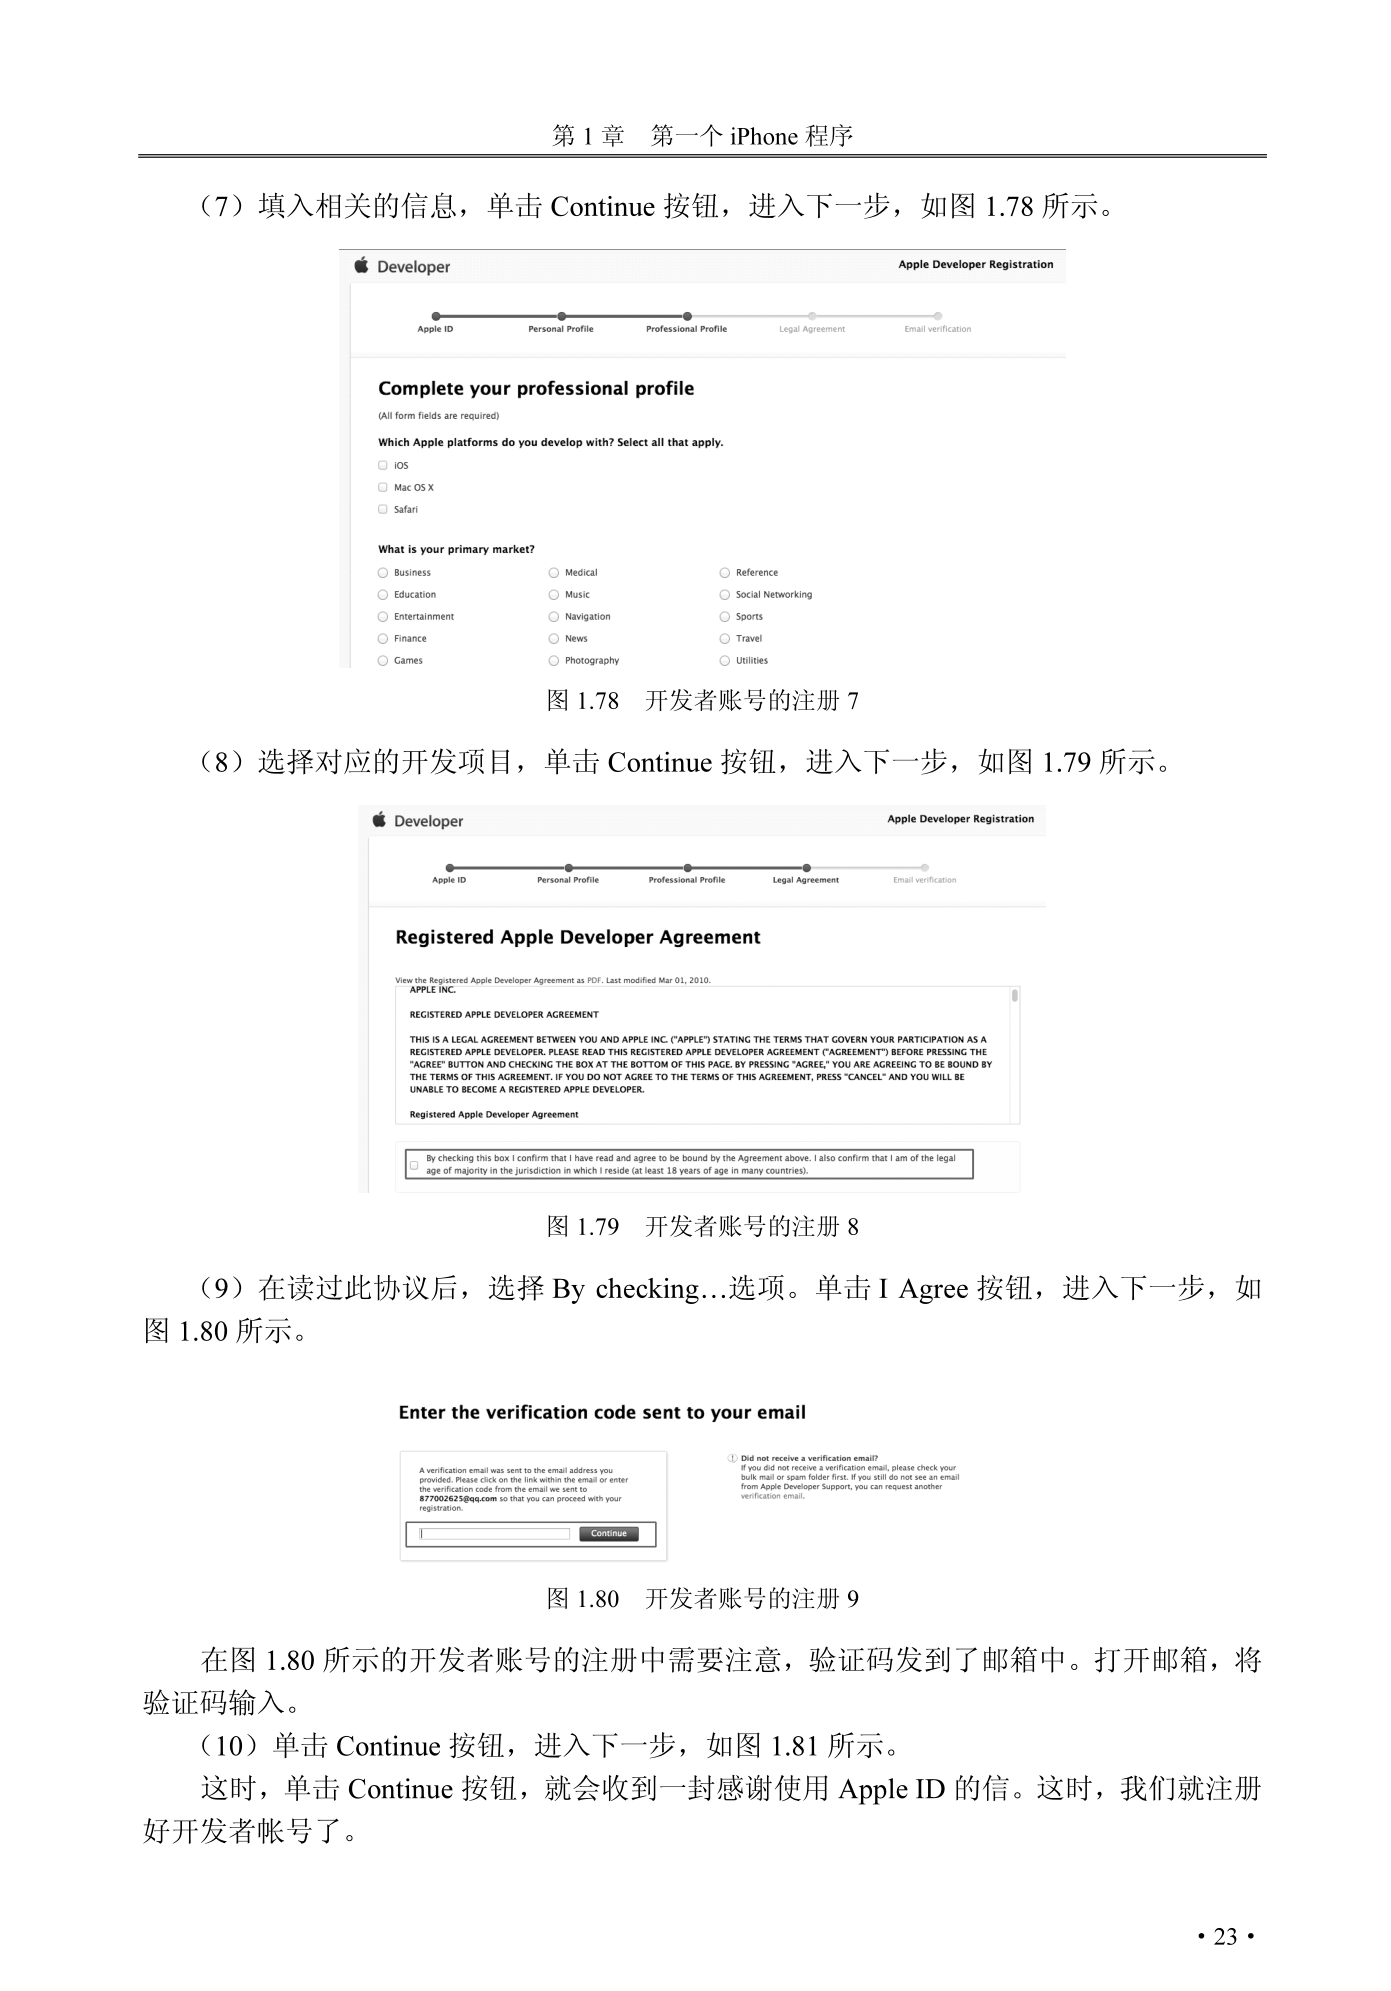 第 1 章 第一个 iPhone 程序
（7）填入相关的信息，单击 Continue 按钮，进入下一步，如图 1.78 所示。
Developer
Apple Developer Registration
Apple ID Personal Profile Professional Profile Legal Agreement Email verification
Complete your professional profile
(All form fields are required)
Which Apple platforms do you develop with? Select all that apply.
iOS
Mac OS X
Safari
What is your primary market?
Business Medical Reference
Education Music Social Networking
Entertainment Navigation Sports
Finance News Travel
Games Photography Utilities
图 1.78 开发者账号的注册 7
（8）选择对应的开发项目，单击 Continue 按钮，进入下一步，如图 1.79 所示。
Developer
Apple Developer Registration
Apple ID Personal Profile Professional Profile Legal Agreement Email verification
Registered Apple Developer Agreement
View the Registered Apple Developer Agreement as PDF. Last modified Mar 01, 2010.
APPLE INC.
REGISTERED APPLE DEVELOPER AGREEMENT
THIS IS A LEGAL AGREEMENT BETWEEN YOU AND APPLE INC. ("APPLE") STATING THE TERMS THAT GOVERN YOUR PARTICIPATION AS A
REGISTERED APPLE DEVELOPER. PLEASE READ THIS REGISTERED APPLE DEVELOPER AGREEMENT ("AGREEMENT") BEFORE PRESSING THE
"AGREE" BUTTON AND CHECKING THE BOX AT THE BOTTOM OF THIS PAGE. BY PRESSING "AGREE," YOU ARE AGREEING TO BE BOUND BY
THE TERMS OF THIS AGREEMENT. IF YOU DO NOT AGREE TO THE TERMS OF THIS AGREEMENT, PRESS "CANCEL" AND YOU WILL BE
UNABLE TO BECOME A REGISTERED APPLE DEVELOPER.
Registered Apple Developer Agreement
By checking this box I confirm that I have read and agree to be bound by the Agreement above. I also confirm that I am of the legal
age of majority in the jurisdiction in which I reside (at least 18 years of age in many countries).
图 1.79 开发者账号的注册 8
（9）在读过此协议后，选择 By checking…选项。单击 I Agree 按钮，进入下一步，如
图 1.80 所示。
Enter the verification code sent to your email
A verification email was sent to the email address you
provided. Please click on the link within the email or enter
the verification code from the email we sent to
877002625@qq.com so that you can proceed with your
registration.
Continue
Did not receive a verification email?
If you did not receive a verification email, please check your
bulk mail or spam folder first. If you still do not see an email
from Apple Developer Support, you can request another
verification email.
图 1.80 开发者账号的注册 9
在图 1.80 所示的开发者账号的注册中需要注意，验证码发到了邮箱中。打开邮箱，将
验证码输入。
（10）单击 Continue 按钮，进入下一步，如图 1.81 所示。
这时，单击 Continue 按钮，就会收到一封感谢使用 Apple ID 的信。这时，我们就注册
好开发者帐号了。
• 23 •